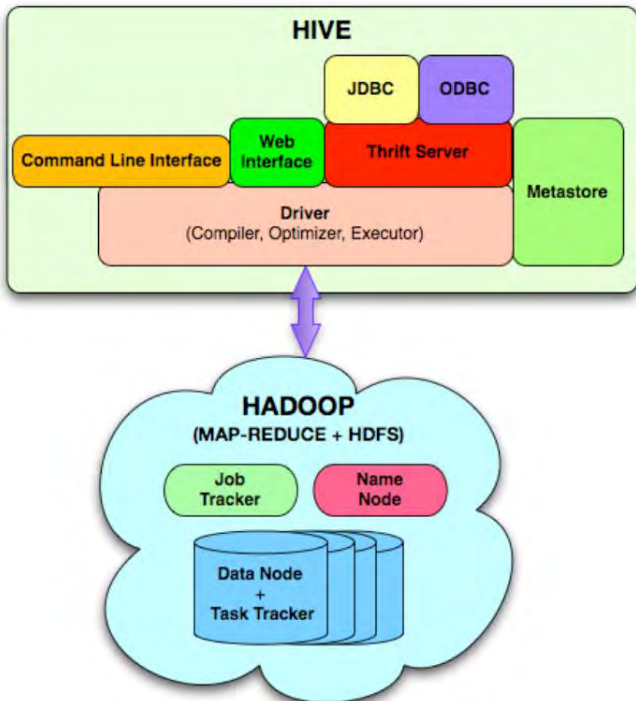 HIVE
JDBC
ODBC
Command Line Interface
Web
Interface
Thrift Server
Metastore
Driver
(Compiler, Optimizer, Executor)
HADOOP
(MAP-REDUCE + HDFS)
Job
Tracker
Name
Node
Data Node
+
Task Tracker